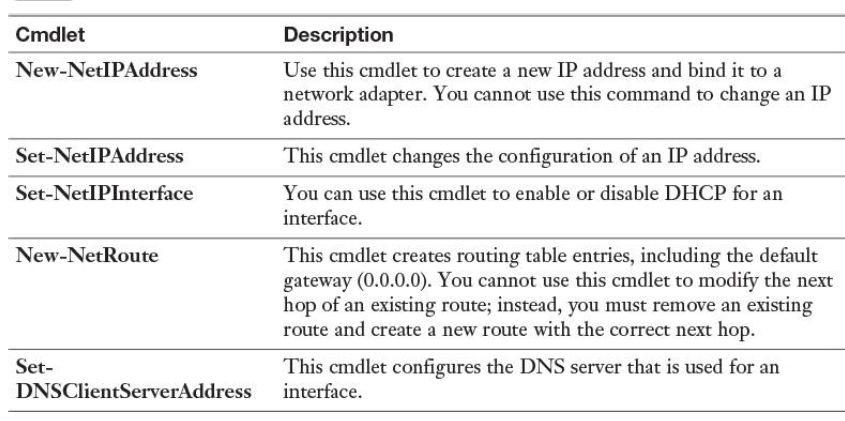 Cmdlet Description
New-NetIPAddress Use this cmdlet to create a new IP address and bind it to a
network adapter. You cannot use this command to change an IP
address.
Set-NetIPAddress This cmdlet changes the configuration of an IP address.
Set-NetIPInterface You can use this cmdlet to enable or disable DHCP for an
interface.
New-NetRoute This cmdlet creates routing table entries, including the default
gateway (0.0.0.0). You cannot use this cmdlet to modify the next
hop of an existing route; instead, you must remove an existing
route and create a new route with the correct next hop.
Set- This cmdlet configures the DNS server that is used for an
DNSClientServerAddress interface.